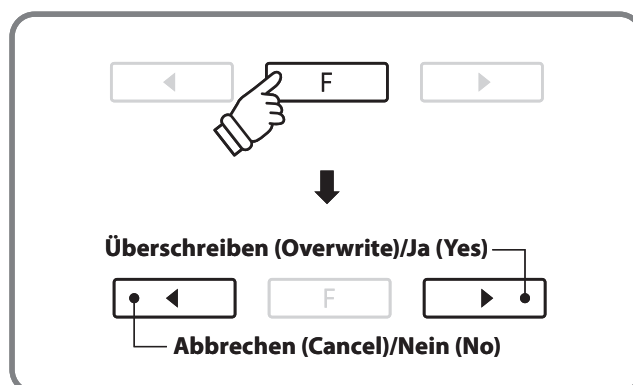 F
Überschreiben (Overwrite)/Ja (Yes)
F
Abbrechen (Cancel)/Nein (No)